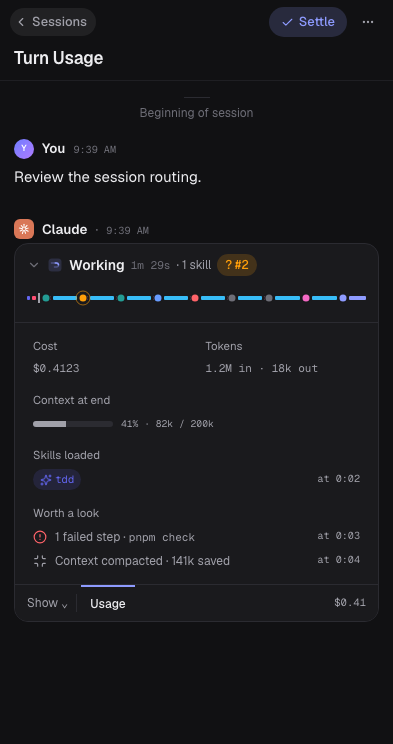 Sessions
Settle
Turn Usage
Beginning of session
Y You 9:39 AM
Review the session routing.
Claude · 9:39 AM
Working 1m 29s · 1 skill ? #2
Cost Tokens
$0.4123 1.2M in · 18k out
Context at end
41% · 82k / 200k
Skills loaded
tdd at 0:02
Worth a look
1 failed step · pnpm check at 0:03
Context compacted · 141k saved at 0:04
Show Usage $0.41